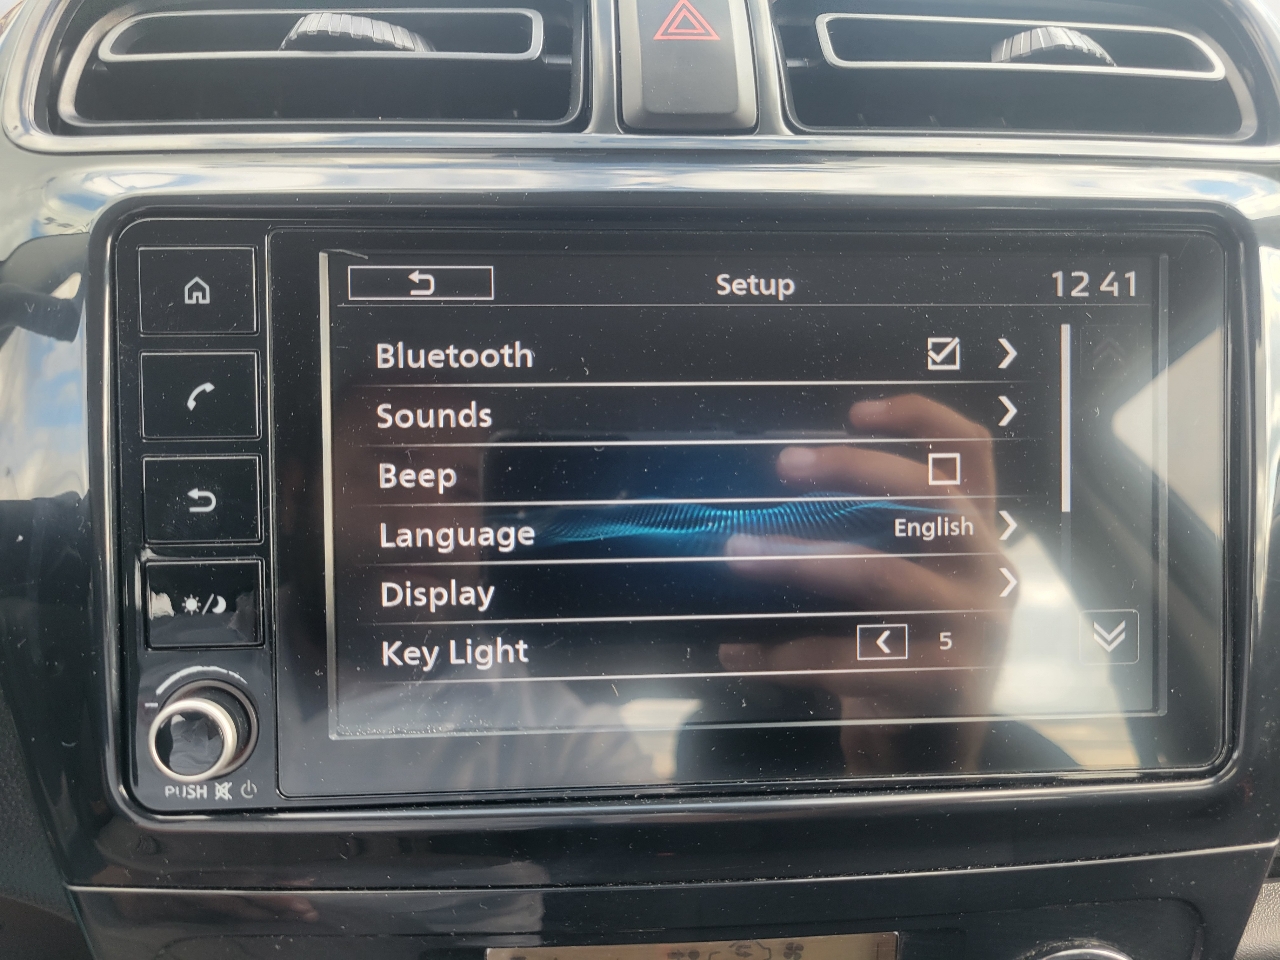 Setup
12 41
Bluetooth
Sounds
Beep
Language English
Display
Key Light 5
PUSH